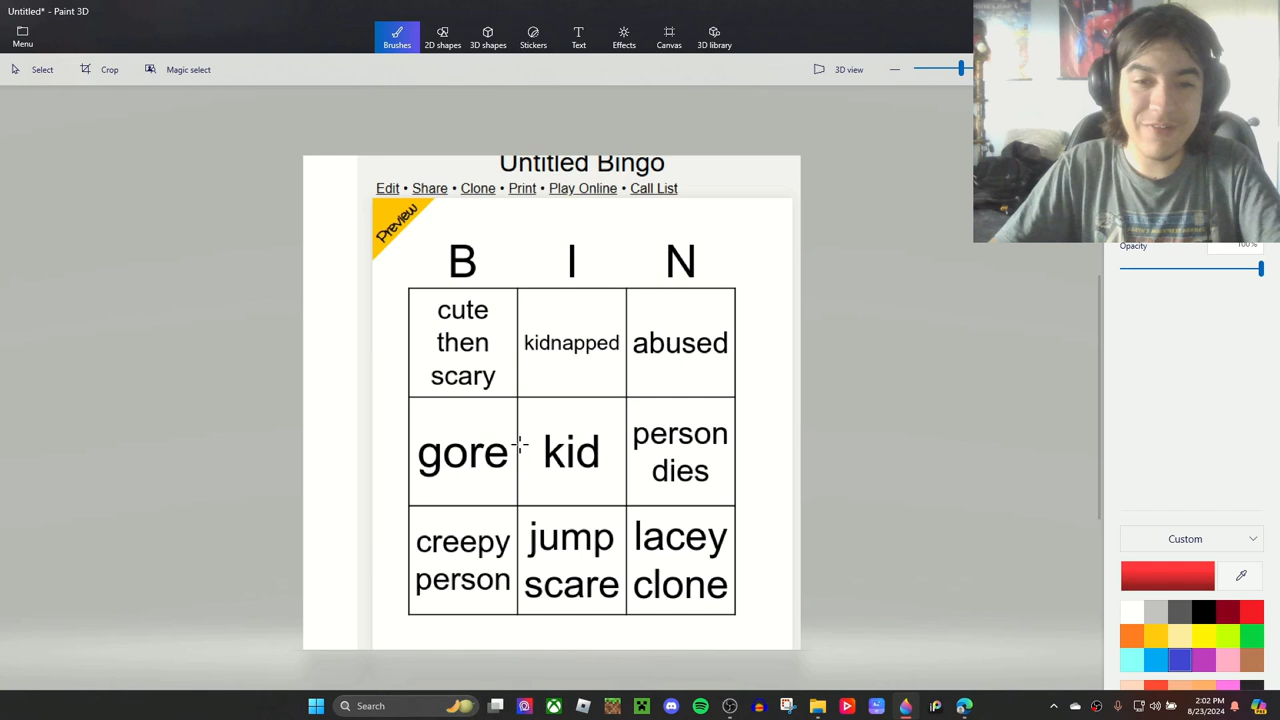 Untitled* - Paint 3D
Menu
Brushes
2D shapes
3D shapes
Stickers
Text
Effects
Canvas
3D library
Select
Crop
Magic select
3D view
Untitled Bingo
Edit • Share • Clone • Print • Play Online • Call List
Preview
B I N
cute
then
scary
kidnapped
abused
gore
kid
person
dies
creepy
person
jump
scare
lacey
clone
Opacity
100%
Custom
Search
2:02 PM
8/23/2024